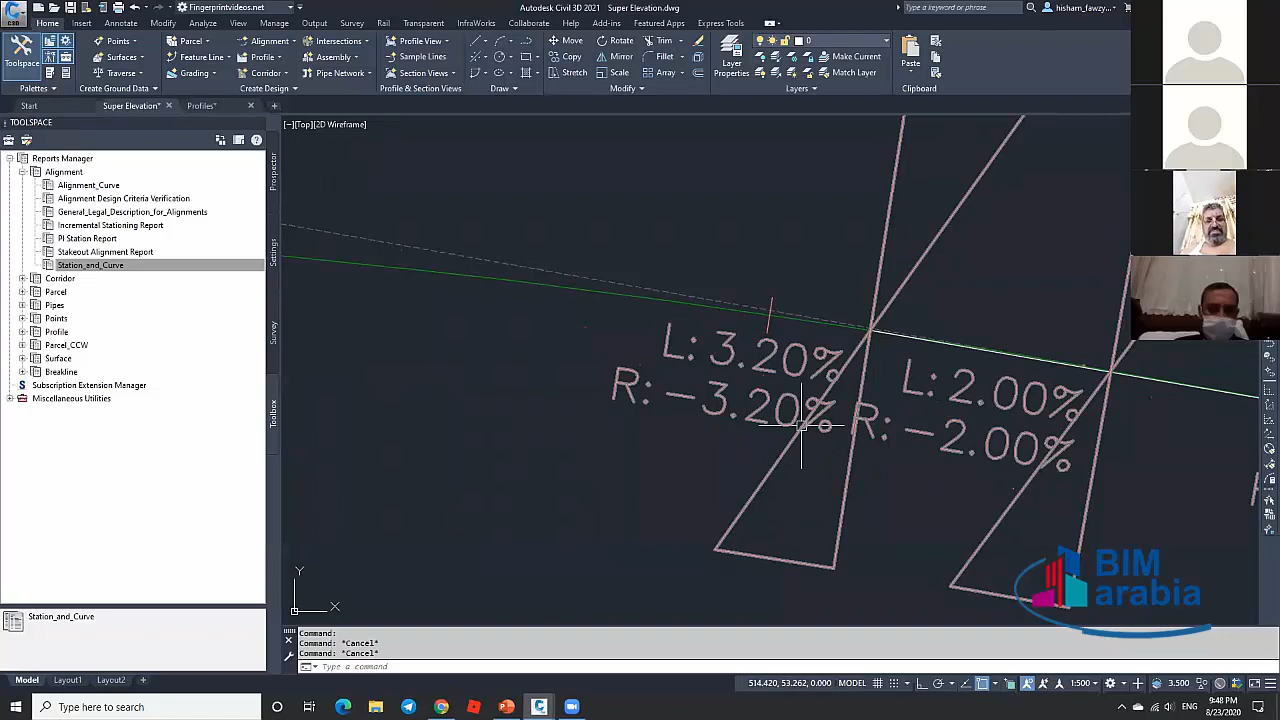 Fingerprintvideos.net
Autodesk Civil 3D 2021 Super Elevation.dwg
Type a keyword or phrase
hisham_fawzy...
C3D
Home Insert Annotate Modify Analyze View Manage Output Survey Rail Transparent InfraWorks Collaborate Help Add-ins Featured Apps Express Tools
Toolspace
Points
Surfaces
Traverse
Parcel
Feature Line
Grading
Alignment
Profile
Corridor
Intersections
Assembly
Pipe Network
Profile View
Sample Lines
Section Views
Move
Copy
Stretch
Rotate
Mirror
Scale
Trim
Fillet
Array
Layer
Properties
0
Make Current
Match Layer
Paste
Palettes Create Ground Data Create Design Profile & Section Views Draw Modify Layers Clipboard
Start Super Elevation* Profiles*
TOOLSPACE
Reports Manager
Alignment
Alignment_Curve
Alignment Design Criteria Verification
General_Legal_Description_for_Alignments
Incremental Stationing Report
PI Station Report
Stakeout Alignment Report
Station_and_Curve
Corridor
Parcel
Pipes
Points
Profile
Parcel_CCW
Surface
Breakline
Subscription Extension Manager
Miscellaneous Utilities
Prospector
Settings
Survey
Toolbox
Station_and_Curve
[−][Top][2D Wireframe]
L: 3.20%
R: −3.20%
L: 2.00%
R: −2.00%
Y
X
BIM
arabia
Command:
Command: *Cancel*
Command: *Cancel*
Type a command
Model Layout1 Layout2
514.420, 53.262, 0.000 MODEL
1:500
3.500
Type here to search
9:48 PM
8/23/2020